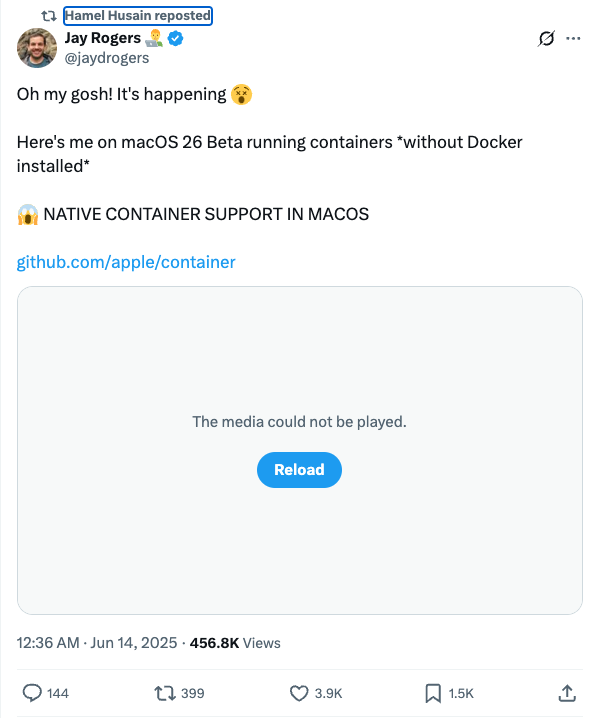 Hamel Husain reposted
Jay Rogers 👨‍💻
@jaydrogers
Oh my gosh! It's happening 😵
Here's me on macOS 26 Beta running containers *without Docker
installed*
😱 NATIVE CONTAINER SUPPORT IN MACOS
github.com/apple/container
The media could not be played.
Reload
12:36 AM · Jun 14, 2025 · 456.8K Views
144 399 3.9K 1.5K